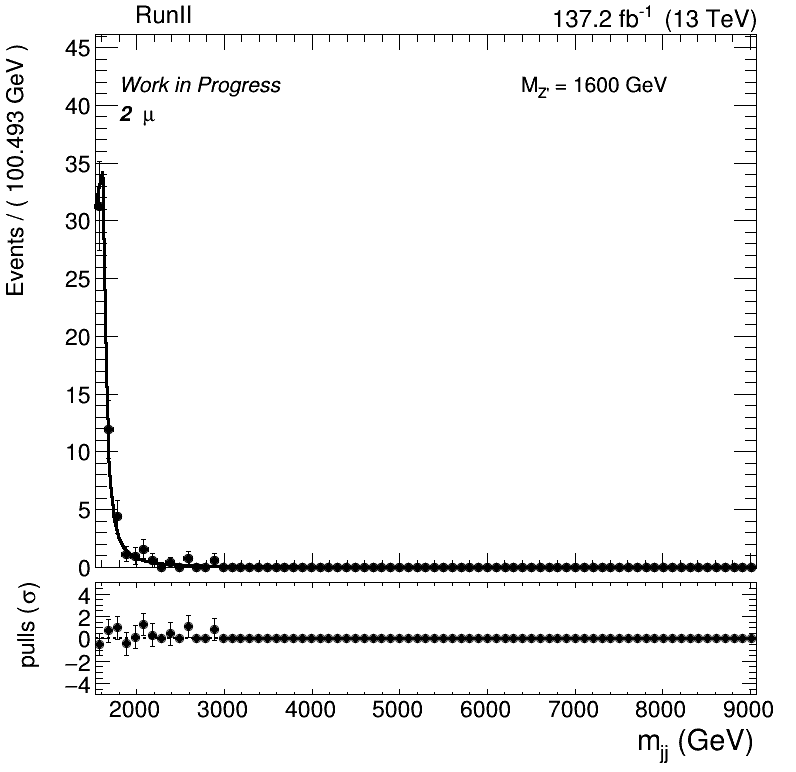 RunII 137.2 fb⁻¹ (13 TeV)
Events / ( 100.493 GeV )
45
40
35
30
25
20
15
10
5
0
Work in Progress
2 μ
M_Z' = 1600 GeV
pulls (σ)
4
2
0
−2
−4
2000 3000 4000 5000 6000 7000 8000 9000
m_jj (GeV)